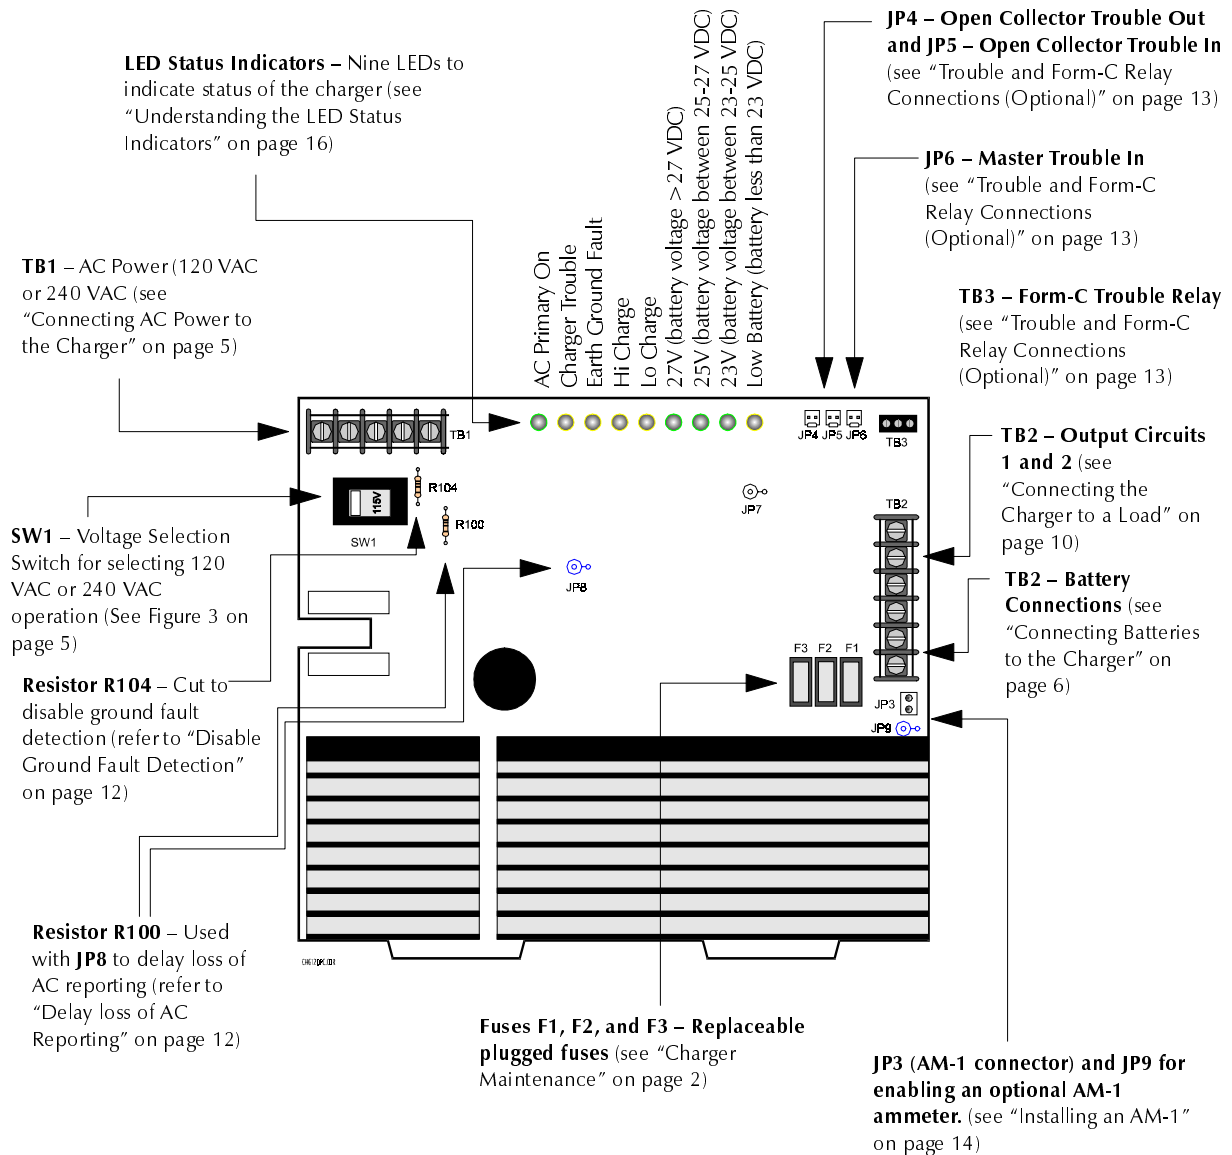 LED Status Indicators – Nine LEDs to
indicate status of the charger (see
“Understanding the LED Status
Indicators” on page 16)
TB1 – AC Power (120 VAC
or 240 VAC (see
“Connecting AC Power to
the Charger” on page 5)
SW1 – Voltage Selection
Switch for selecting 120
VAC or 240 VAC
operation (See Figure 3 on
page 5)
Resistor R104 – Cut to
disable ground fault
detection (refer to “Disable
Ground Fault Detection”
on page 12)
Resistor R100 – Used
with JP8 to delay loss of
AC reporting (refer to
“Delay loss of AC
Reporting” on page 12)
AC Primary On
Charger Trouble
Earth Ground Fault
Hi Charge
Lo Charge
27V (battery voltage > 27 VDC)
25V (battery voltage between 25-27 VDC)
23V (battery voltage between 23-25 VDC)
Low Battery (battery less than 23 VDC)
JP4 – Open Collector Trouble Out
and JP5 – Open Collector Trouble In
(see “Trouble and Form-C Relay
Connections (Optional)” on page 13)
JP6 – Master Trouble In
(see “Trouble and Form-C
Relay Connections
(Optional)” on page 13)
TB3 – Form-C Trouble Relay
(see “Trouble and Form-C
Relay Connections
(Optional)” on page 13)
TB2 – Output Circuits
1 and 2 (see
“Connecting the
Charger to a Load” on
page 10)
TB2 – Battery
Connections (see
“Connecting Batteries
to the Charger” on
page 6)
TB1
JP4 JP5 JP6
TB3
115V
SW1
R104
R100
JP7
TB2
JP8
F3 F2 F1
JP3
JP9
Fuses F1, F2, and F3 – Replaceable
plugged fuses (see “Charger
Maintenance” on page 2)
JP3 (AM-1 connector) and JP9 for
enabling an optional AM-1
ammeter. (see “Installing an AM-1”
on page 14)